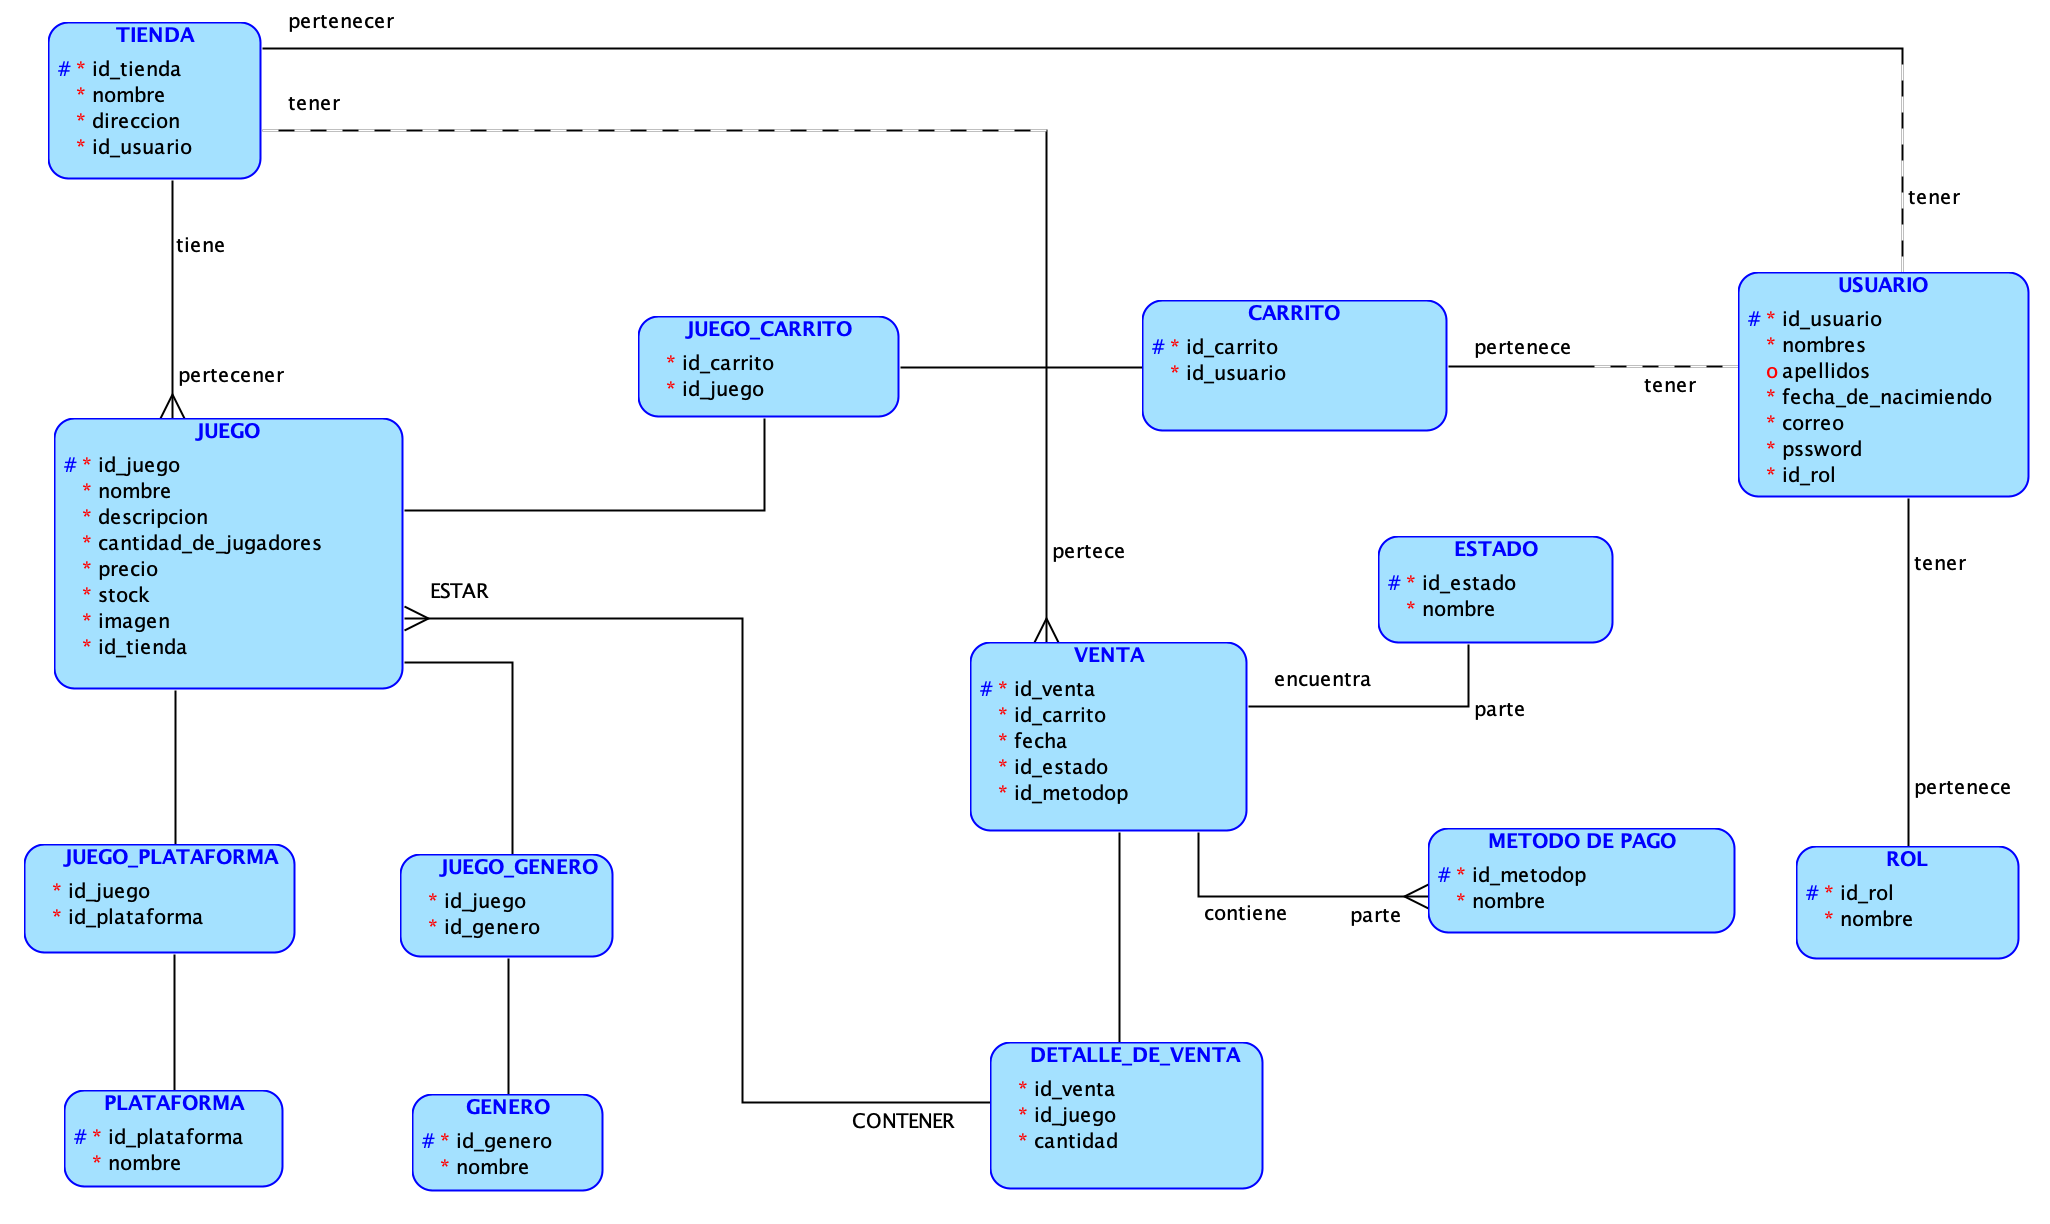 pertenecer
TIENDA
# * id_tienda
* nombre
* direccion
* id_usuario
tener
tener
tiene
pertecener
JUEGO_CARRITO
* id_carrito
* id_juego
CARRITO
# * id_carrito
* id_usuario
pertenece
tener
USUARIO
# * id_usuario
* nombres
o apellidos
* fecha_de_nacimiendo
* correo
* pssword
* id_rol
JUEGO
# * id_juego
* nombre
* descripcion
* cantidad_de_jugadores
* precio
* stock
* imagen
* id_tienda
ESTAR
pertece
ESTADO
# * id_estado
* nombre
tener
VENTA
# * id_venta
* id_carrito
* fecha
* id_estado
* id_metodop
encuentra
parte
pertenece
JUEGO_PLATAFORMA
* id_juego
* id_plataforma
JUEGO_GENERO
* id_juego
* id_genero
METODO DE PAGO
# * id_metodop
* nombre
contiene
parte
ROL
# * id_rol
* nombre
PLATAFORMA
# * id_plataforma
* nombre
GENERO
# * id_genero
* nombre
CONTENER
DETALLE_DE_VENTA
* id_venta
* id_juego
* cantidad